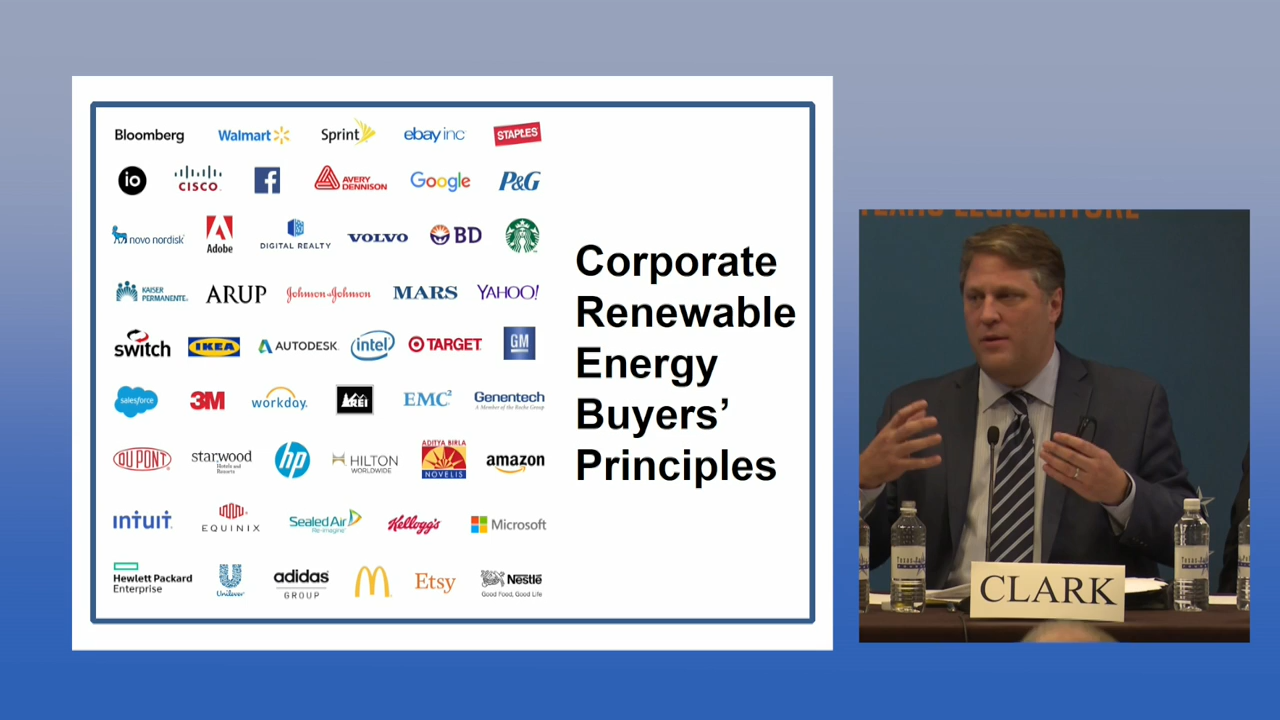 Bloomberg Walmart Sprint ebay inc STAPLES
io CISCO AVERY DENNISON Google P&G
novo nordisk Adobe DIGITAL REALTY VOLVO BD
KAISER PERMANENTE. ARUP Johnson & Johnson MARS YAHOO!
switch IKEA AUTODESK intel TARGET GM
salesforce 3M workday. REI EMC² Genentech
A Member of the Roche Group
DUPONT starwood Hotels and Resorts hp HILTON WORLDWIDE ADITYA BIRLA NOVELIS amazon
intuit EQUINIX Sealed Air Re-imagine Kellogg's Microsoft
Hewlett Packard Enterprise Unilever adidas GROUP Etsy Nestlé
Good Food, Good Life
Corporate
Renewable
Energy
Buyers’
Principles
TEXAS LEGISLATURE
CLARK